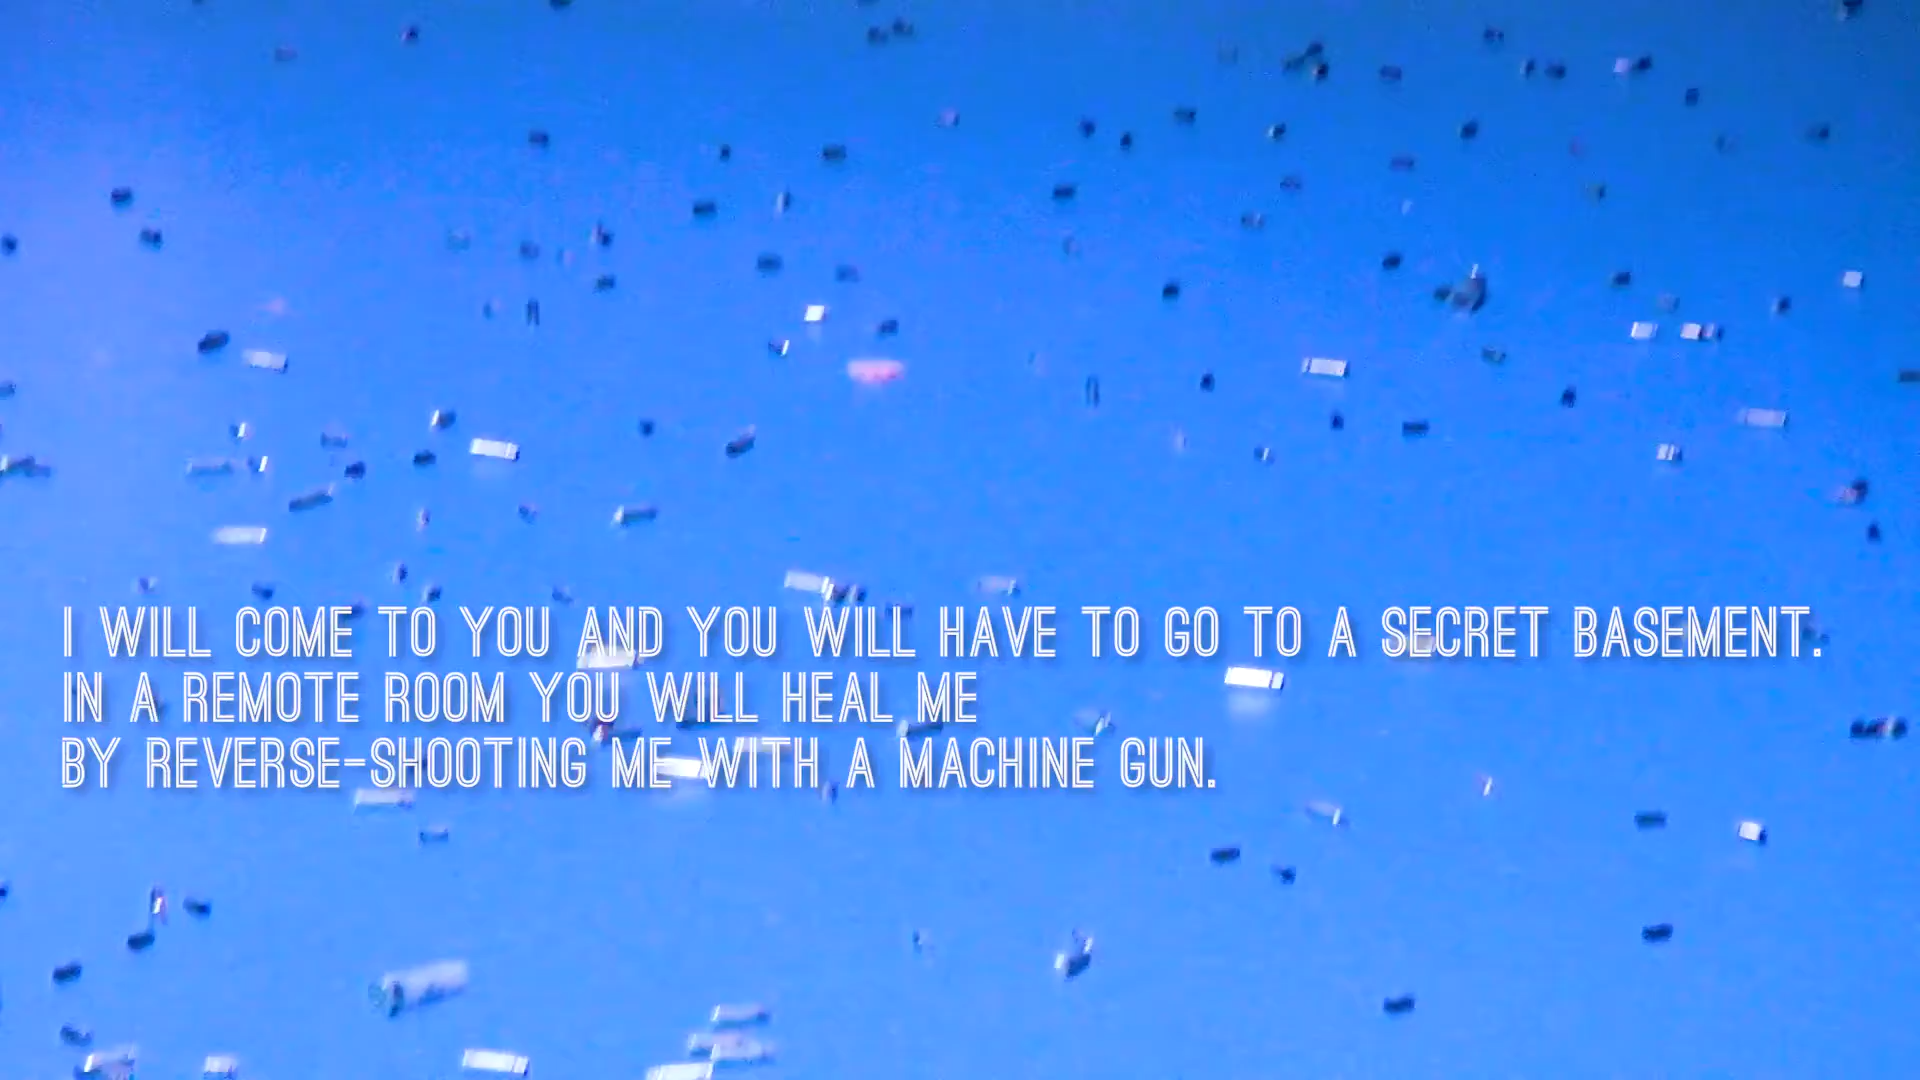 I WILL COME TO YOU AND YOU WILL HAVE TO GO TO A SECRET BASEMENT.
IN A REMOTE ROOM YOU WILL HEAL ME
BY REVERSE-SHOOTING ME WITH A MACHINE GUN.